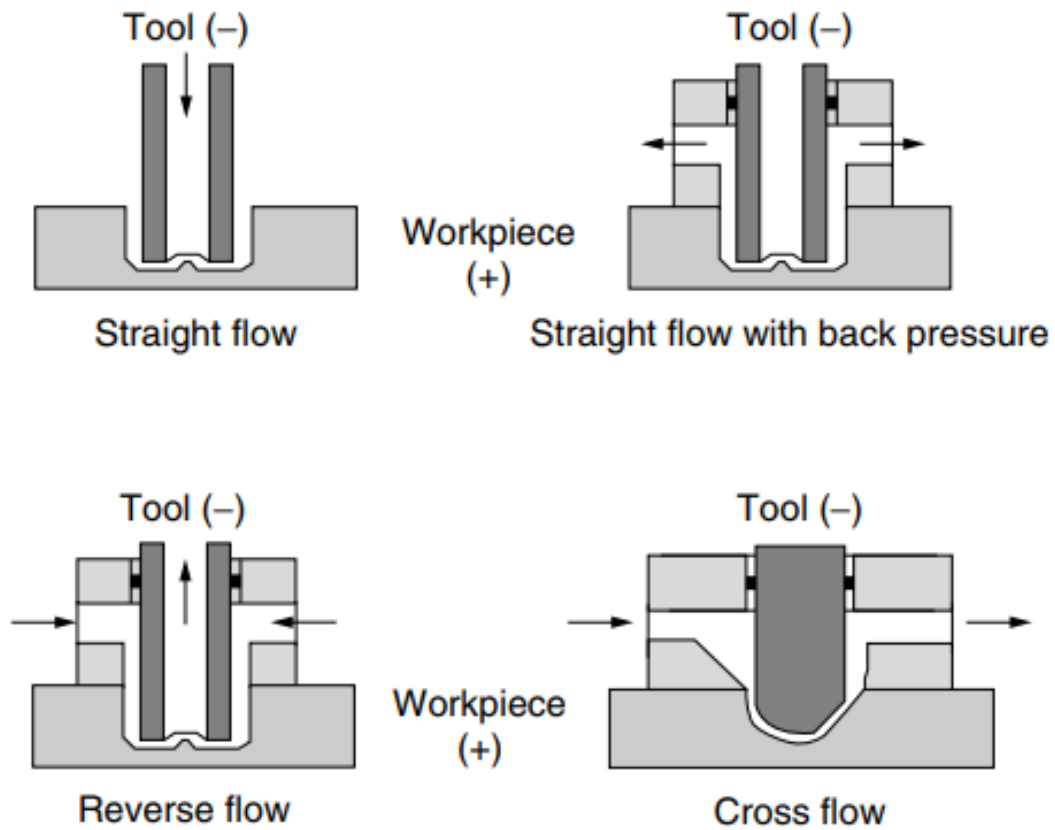 Tool (–)
Tool (–)
Workpiece
(+)
Straight flow
Straight flow with back pressure
Tool (–)
Tool (–)
Workpiece
(+)
Reverse flow
Cross flow